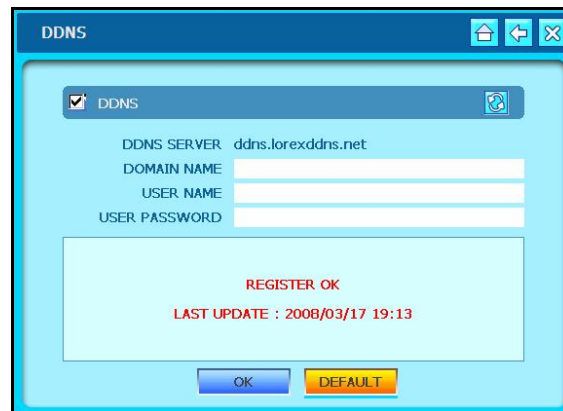 DDNS
DDNS
DDNS SERVER ddns.lorexddns.net
DOMAIN NAME
USER NAME
USER PASSWORD
REGISTER OK
LAST UPDATE : 2008/03/17 19:13
OK
DEFAULT